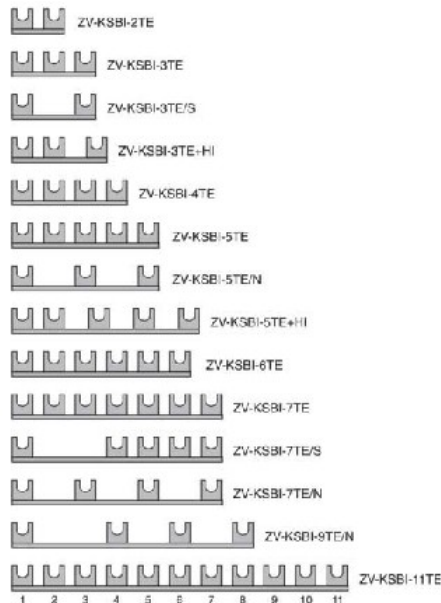 ZV-KSBI-2TE
ZV-KSBI-3TE
ZV-KSBI-3TE/S
ZV-KSBI-3TE+HI
ZV-KSBI-4TE
ZV-KSBI-5TE
ZV-KSBI-5TE/N
ZV-KSBI-5TE+HI
ZV-KSBI-6TE
ZV-KSBI-7TE
ZV-KSBI-7TE/S
ZV-KSBI-7TE/N
ZV-KSBI-9TE/N
ZV-KSBI-11TE
1 2 3 4 5 6 7 8 9 10 11